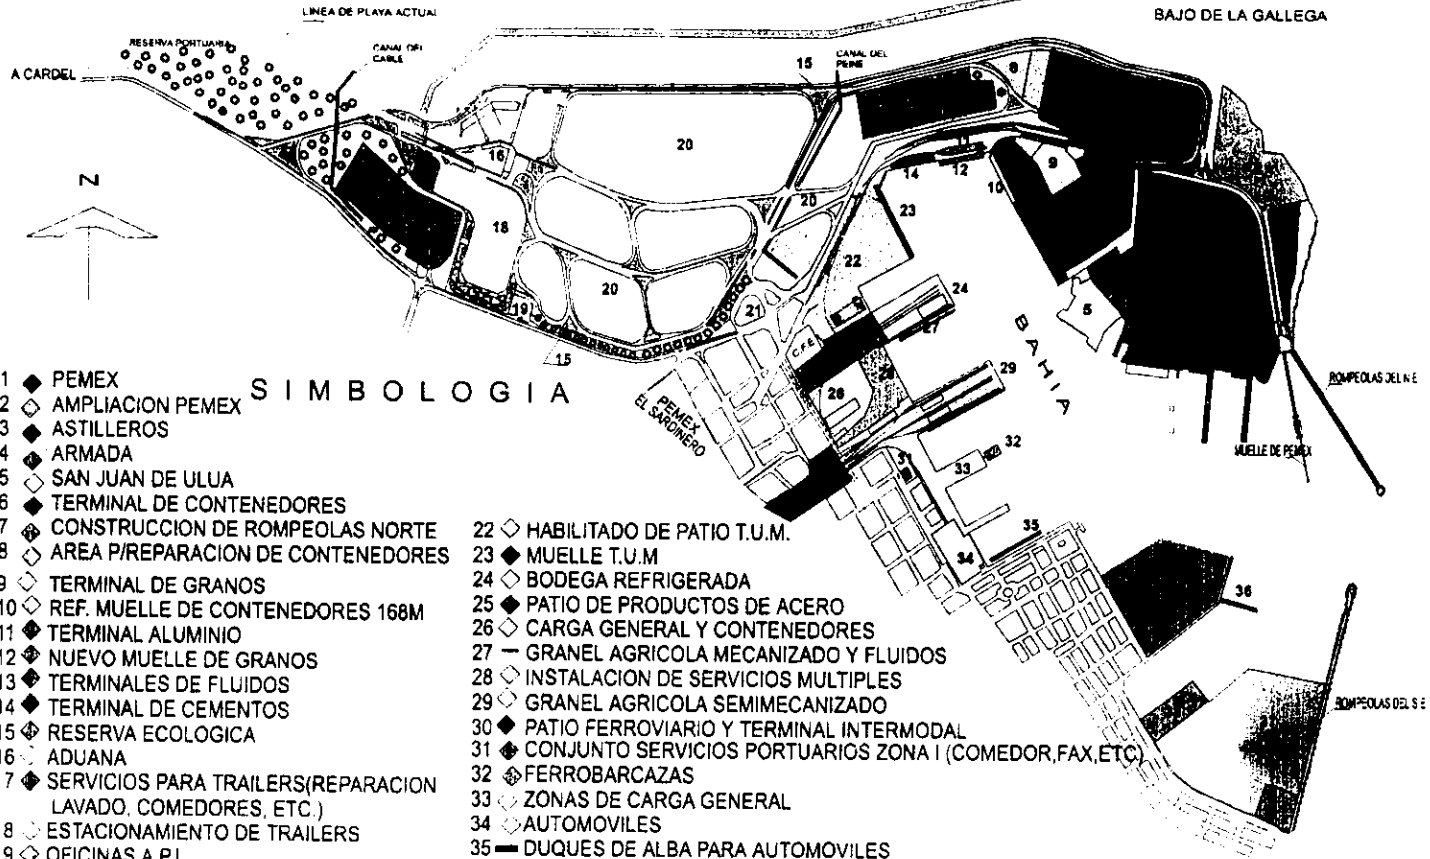 LINEA DE PLAYA ACTUAL
BAJO DE LA GALLEGA
RESERVA PORTUARIA
CANAL DEL
CABLE
CANAL DEL
PEINE
15
8
A CARDEL
20
16
9
14
12
10
N
20
23
18
22
20
24
21
5
19
27
BAHIA
15
C.F.E
29
ROMPEOLAS DEL N E
26
28
PEMEX
EL SARDINERO
MUELLE DE PEMEX
32
31
33
35
34
36
ROMPEOLAS DEL S E
SIMBOLOGIA
1 PEMEX
2 AMPLIACION PEMEX
3 ASTILLEROS
4 ARMADA
5 SAN JUAN DE ULUA
6 TERMINAL DE CONTENEDORES
7 CONSTRUCCION DE ROMPEOLAS NORTE
8 AREA P/REPARACION DE CONTENEDORES
9 TERMINAL DE GRANOS
10 REF. MUELLE DE CONTENEDORES 168M
11 TERMINAL ALUMINIO
12 NUEVO MUELLE DE GRANOS
13 TERMINALES DE FLUIDOS
14 TERMINAL DE CEMENTOS
15 RESERVA ECOLOGICA
16 ADUANA
7 SERVICIOS PARA TRAILERS(REPARACION
LAVADO, COMEDORES, ETC.)
8 ESTACIONAMIENTO DE TRAILERS
9 OFICINAS A.P.I.
22 HABILITADO DE PATIO T.U.M.
23 MUELLE T.U.M
24 BODEGA REFRIGERADA
25 PATIO DE PRODUCTOS DE ACERO
26 CARGA GENERAL Y CONTENEDORES
27 GRANEL AGRICOLA MECANIZADO Y FLUIDOS
28 INSTALACION DE SERVICIOS MULTIPLES
29 GRANEL AGRICOLA SEMIMECANIZADO
30 PATIO FERROVIARIO Y TERMINAL INTERMODAL
31 CONJUNTO SERVICIOS PORTUARIOS ZONA I (COMEDOR,FAX,ETC)
32 FERROBARCAZAS
33 ZONAS DE CARGA GENERAL
34 AUTOMOVILES
35 DUQUES DE ALBA PARA AUTOMOVILES